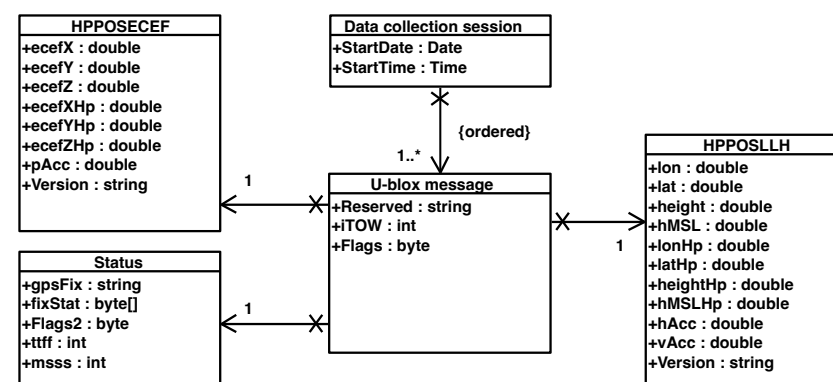 HPPOSECEF
+ecefX : double
+ecefY : double
+ecefZ : double
+ecefXHp : double
+ecefYHp : double
+ecefZHp : double
+pAcc : double
+Version : string
Data collection session
+StartDate : Date
+StartTime : Time
{ordered}
1..*
U-blox message
+Reserved : string
+iTOW : int
+Flags : byte
1
1
1
Status
+gpsFix : string
+fixStat : byte[]
+Flags2 : byte
+ttff : int
+msss : int
HPPOSLLH
+lon : double
+lat : double
+height : double
+hMSL : double
+lonHp : double
+latHp : double
+heightHp : double
+hMSLHp : double
+hAcc : double
+vAcc : double
+Version : string